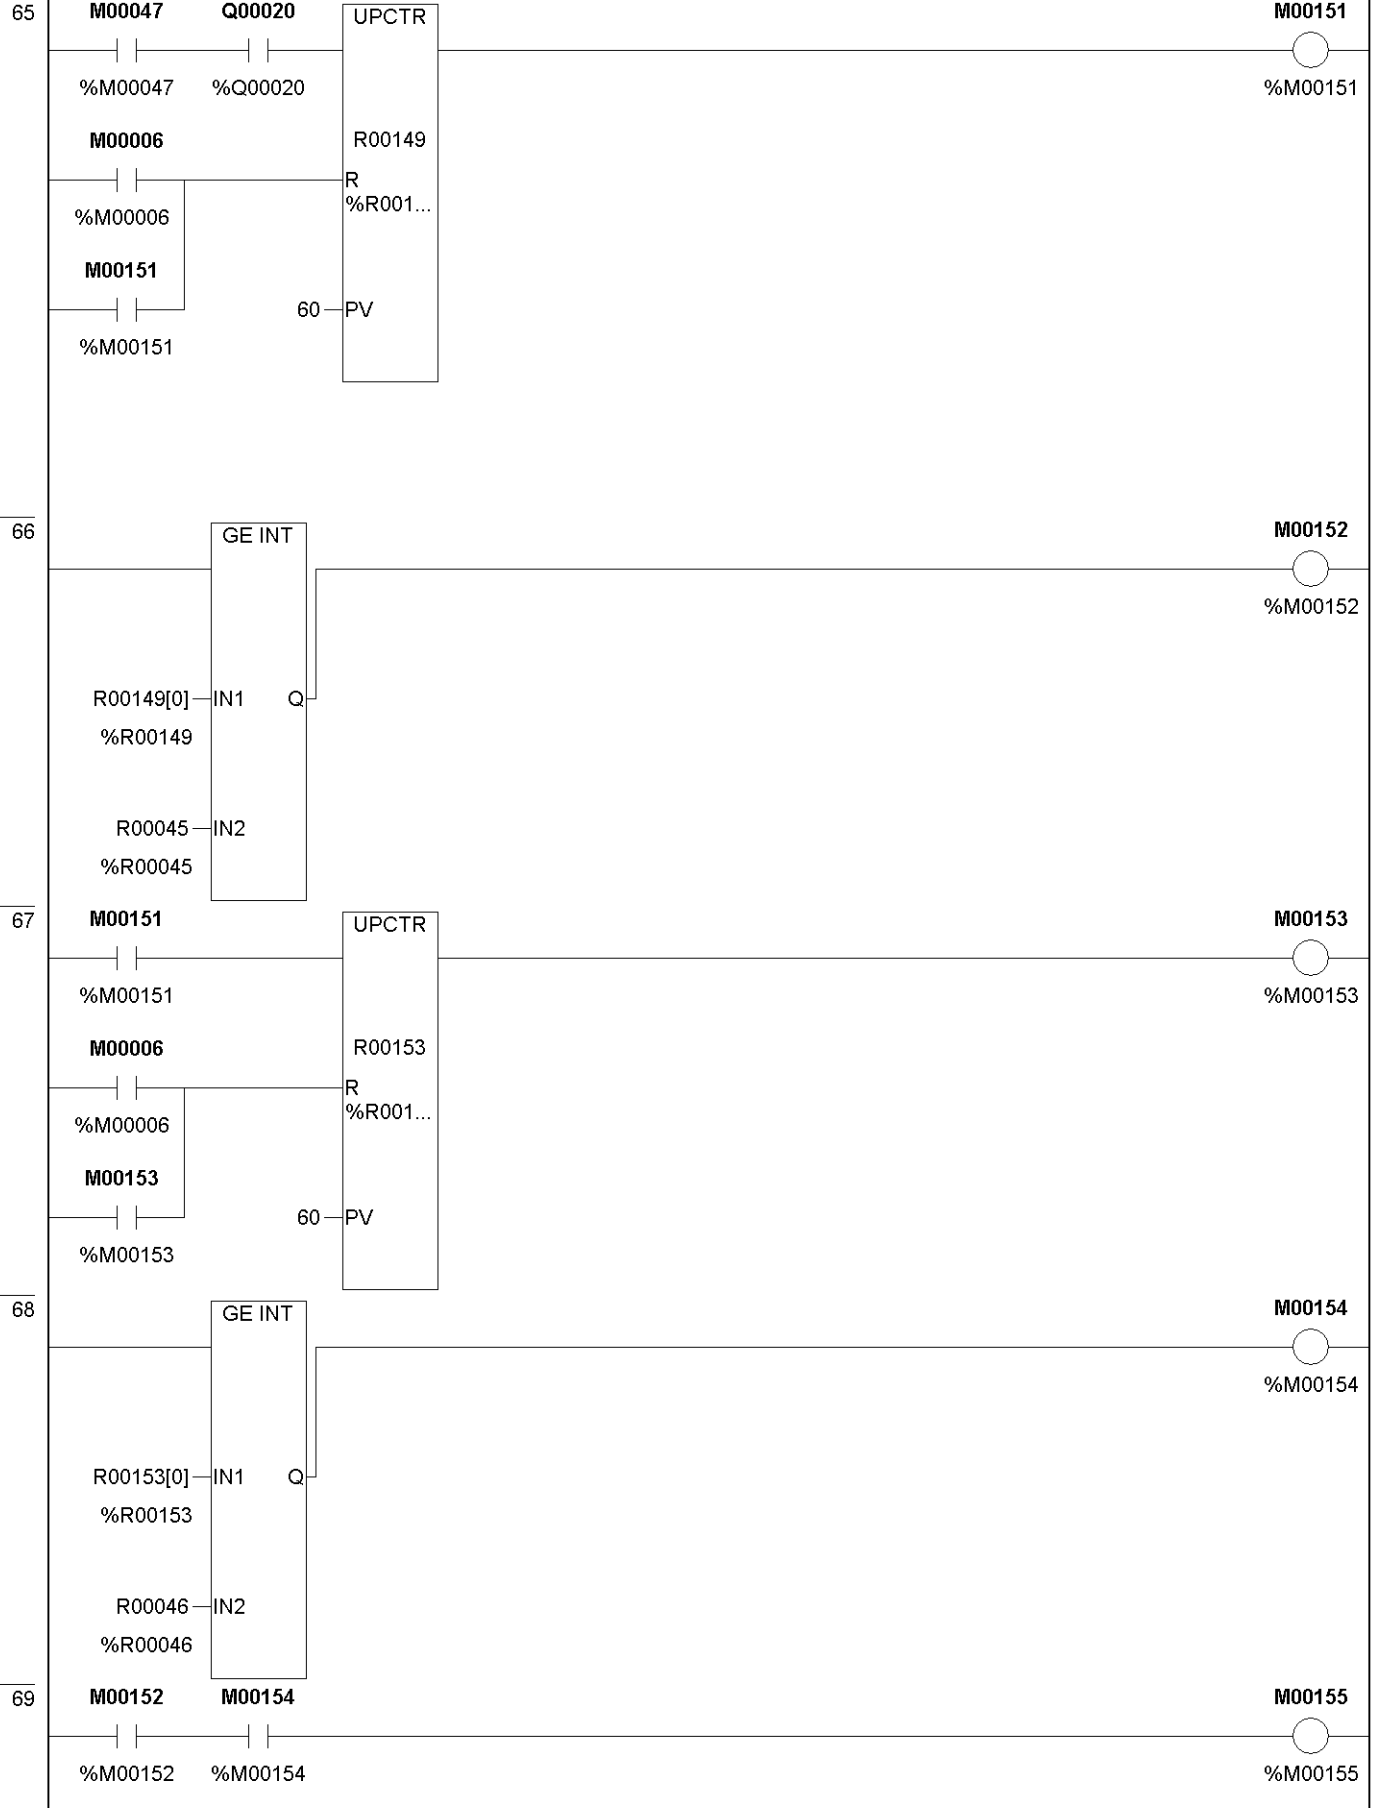 65 M00047 Q00020 UPCTR M00151
%M00047 %Q00020 %M00151
M00006 R00149
R
%R001...
%M00006
M00151
60 PV
%M00151
66 GE INT M00152
%M00152
R00149[0] IN1 Q
%R00149
R00045 IN2
%R00045
67 M00151 UPCTR M00153
%M00151 %M00153
M00006 R00153
R
%R001...
%M00006
M00153
60 PV
%M00153
68 GE INT M00154
%M00154
R00153[0] IN1 Q
%R00153
R00046 IN2
%R00046
69 M00152 M00154 M00155
%M00152 %M00154 %M00155